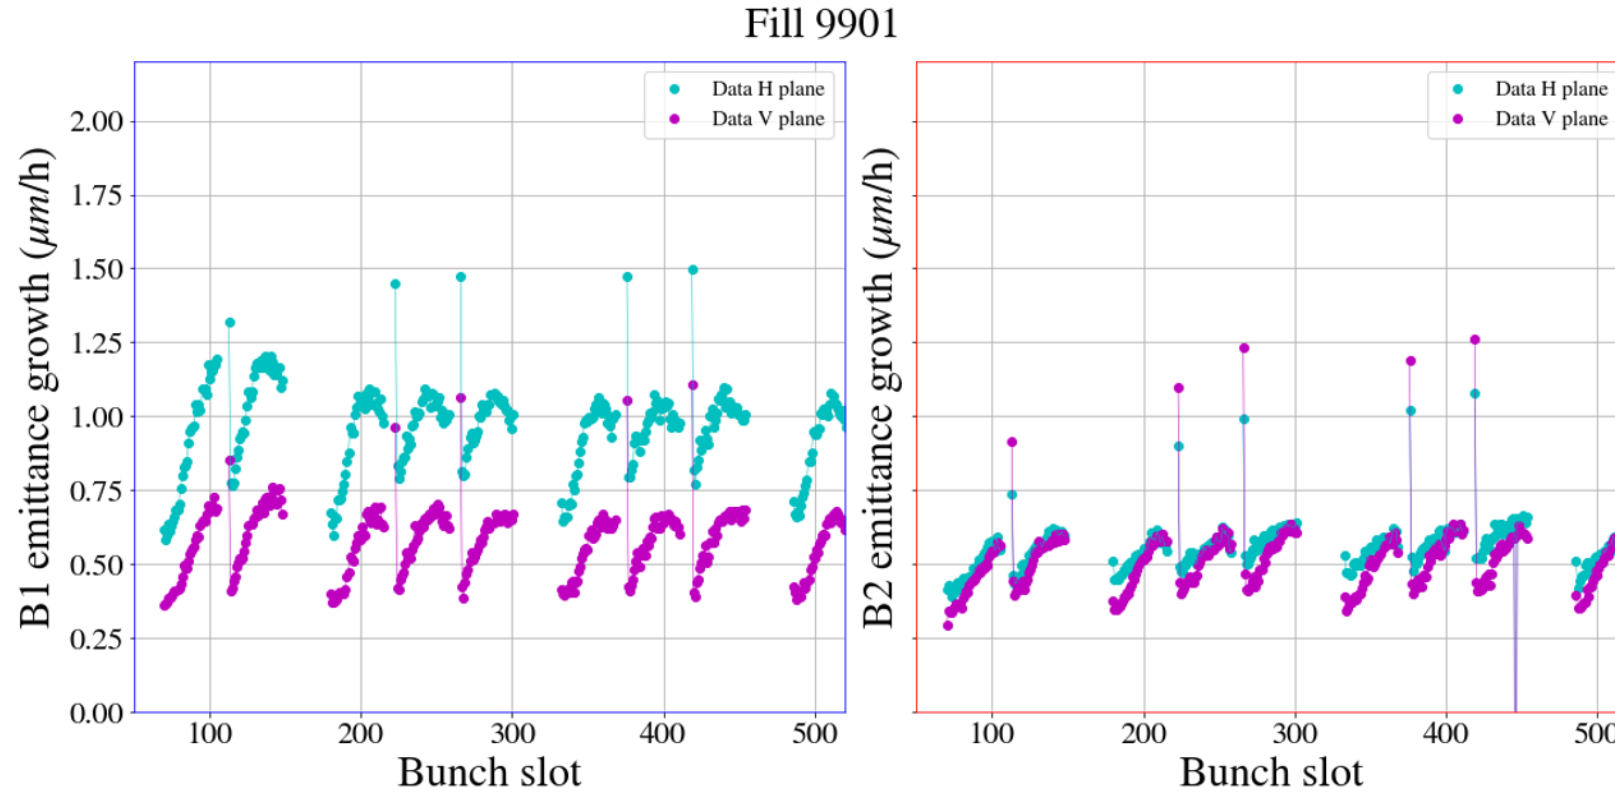 Fill 9901
B1 emittance growth (μm/h)
2.00
1.75
1.50
1.25
1.00
0.75
0.50
0.25
0.00
100 200 300 400 500
Bunch slot
Data H plane
Data V plane
B2 emittance growth (μm/h)
100 200 300 400 500
Bunch slot
Data H plane
Data V plane